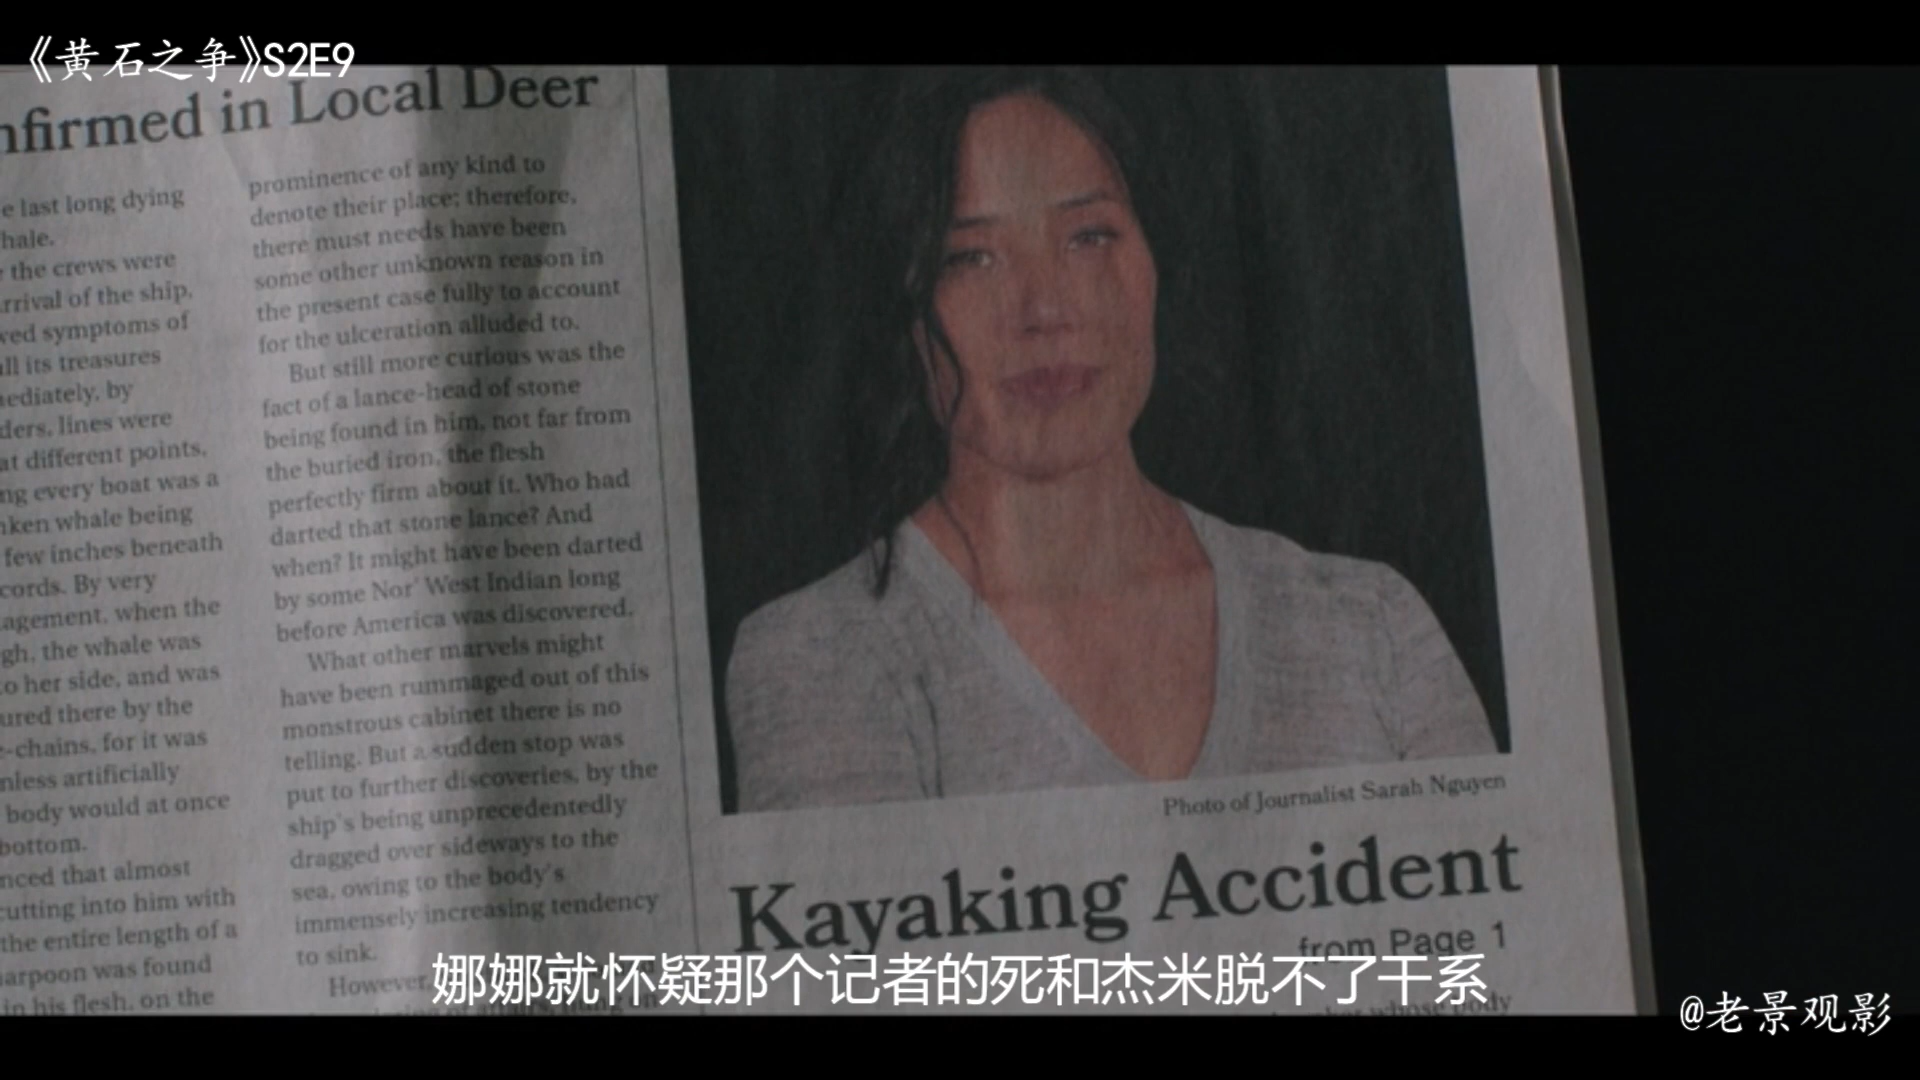 《黄石之争》S2E9
nfirmed in Local Deer
e last long dying
hale.
the crews were
rrival of the ship,
ved symptoms of
all its treasures
nediately, by
ders, lines were
at different points,
ng every boat was a
nken whale being
few inches beneath
cords. By very
agement, when the
gh, the whale was
to her side, and was
ured there by the
e-chains, for it was
nless artificially
body would at once
bottom.
nced that almost
cutting into him with
the entire length of a
arpoon was found
in his flesh, on the
prominence of any kind to
denote their place; therefore,
there must needs have been
some other unknown reason in
the present case fully to account
for the ulceration alluded to.
But still more curious was the
fact of a lance-head of stone
being found in him, not far from
the buried iron, the flesh
perfectly firm about it. Who had
darted that stone lance? And
when? It might have been darted
by some Nor' West Indian long
before America was discovered.
What other marvels might
have been rummaged out of this
monstrous cabinet there is no
telling. But a sudden stop was
put to further discoveries, by the
ship's being unprecedentedly
dragged over sideways to the
sea, owing to the body's
immensely increasing tendency
to sink.
However,
Photo of Journalist Sarah Nguyen
Kayaking Accident
from Page 1
whose body
娜娜就怀疑那个记者的死和杰米脱不了干系
@老景观影